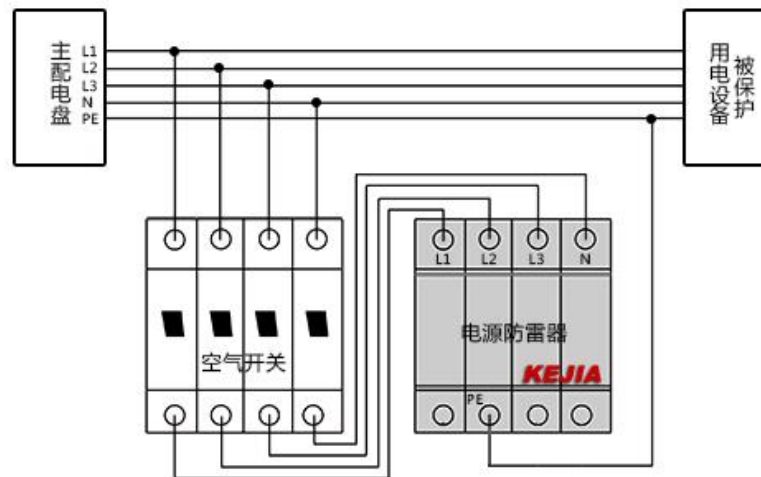 主配电盘
L1
L2
L3
N
PE
用电设备
被保护
L1 L2 L3 N
电源防雷器
空气开关
KEJIA
PE